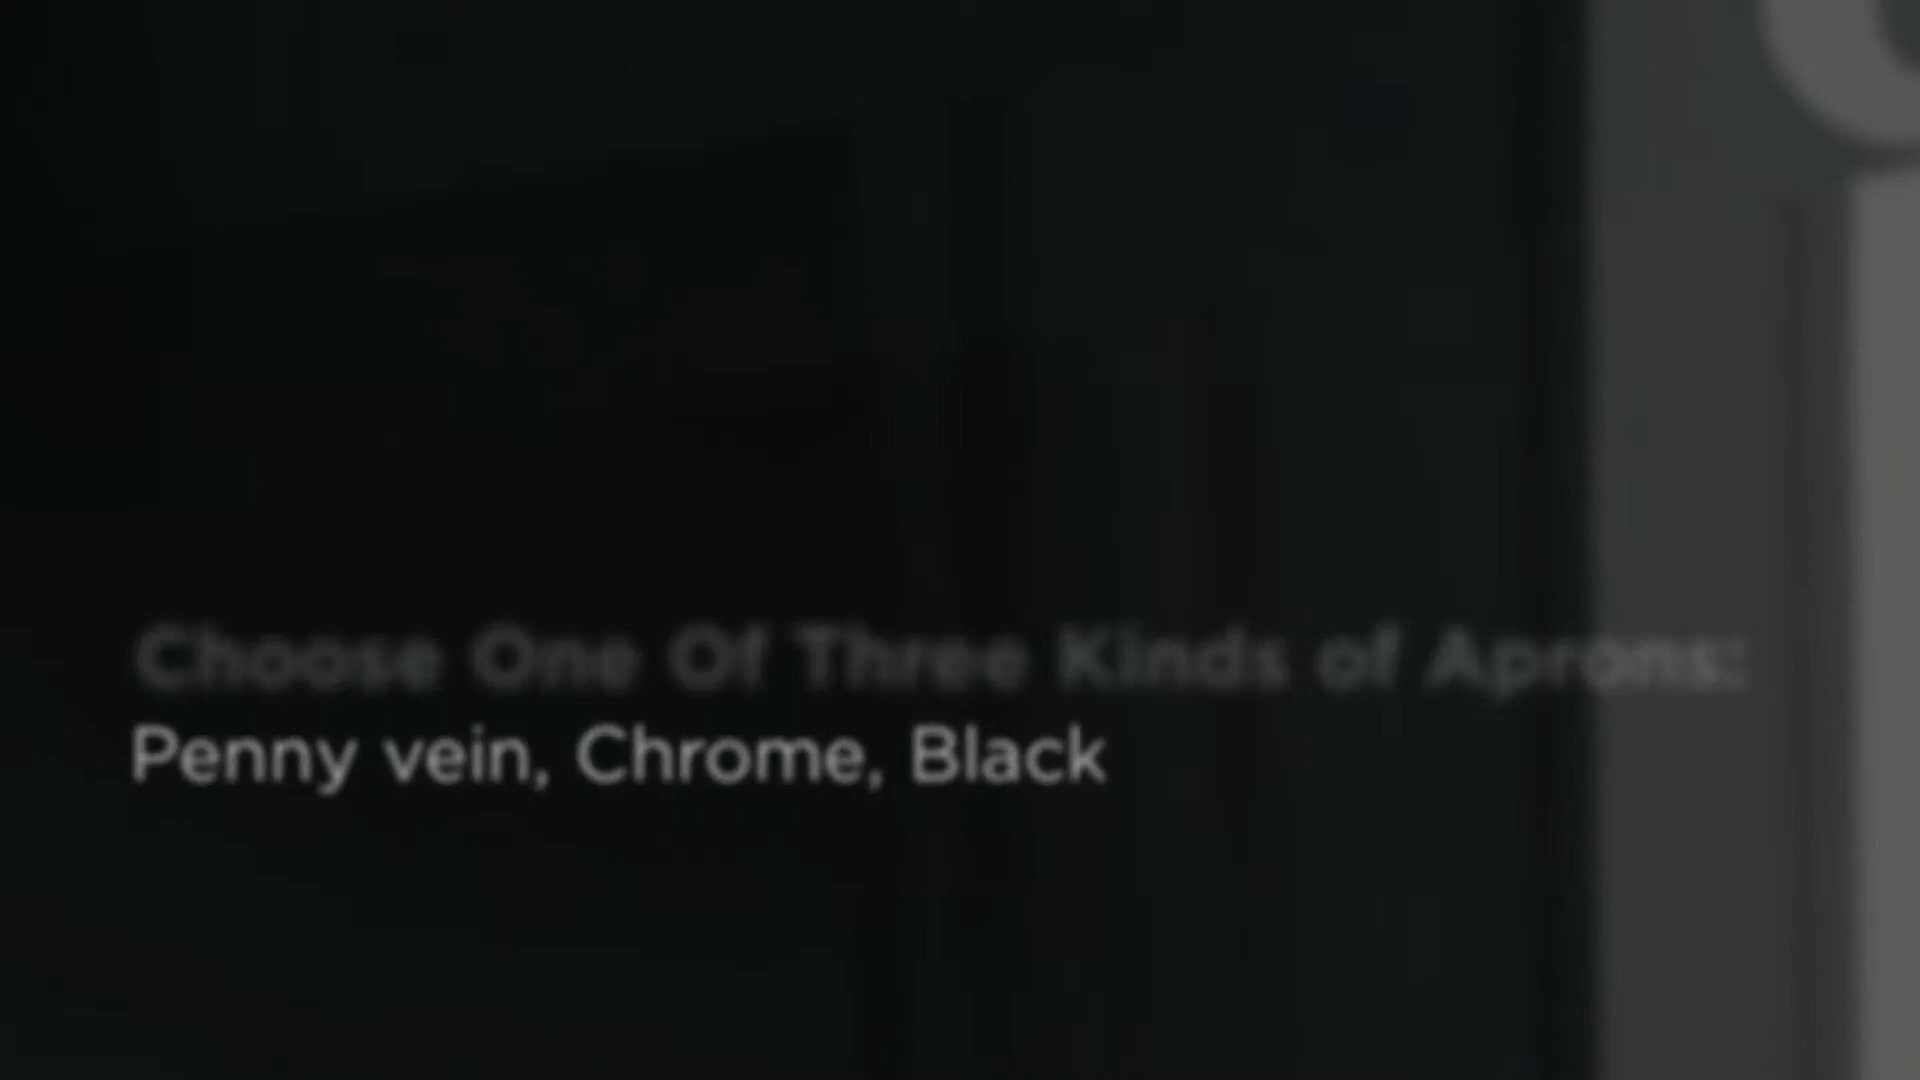 Choose One Of Three Kinds of Aprons:
Penny vein, Chrome, Black